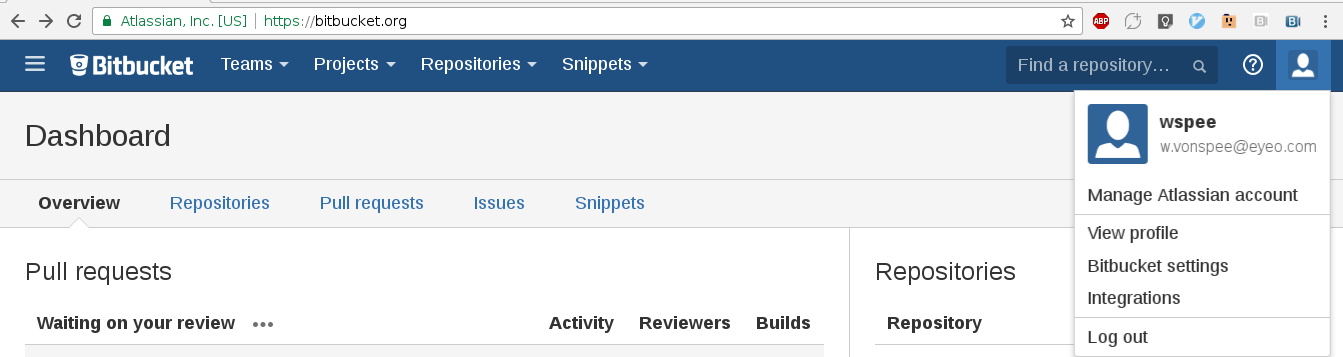 Atlassian, Inc. [US] https://bitbucket.org
ABP
Bitbucket Teams Projects Repositories Snippets Find a repository...
Dashboard
wspee
w.vonspee@eyeo.com
Manage Atlassian account
Overview Repositories Pull requests Issues Snippets
View profile
Bitbucket settings
Integrations
Log out
Pull requests
Waiting on your review Activity Reviewers Builds
Repositories
Repository